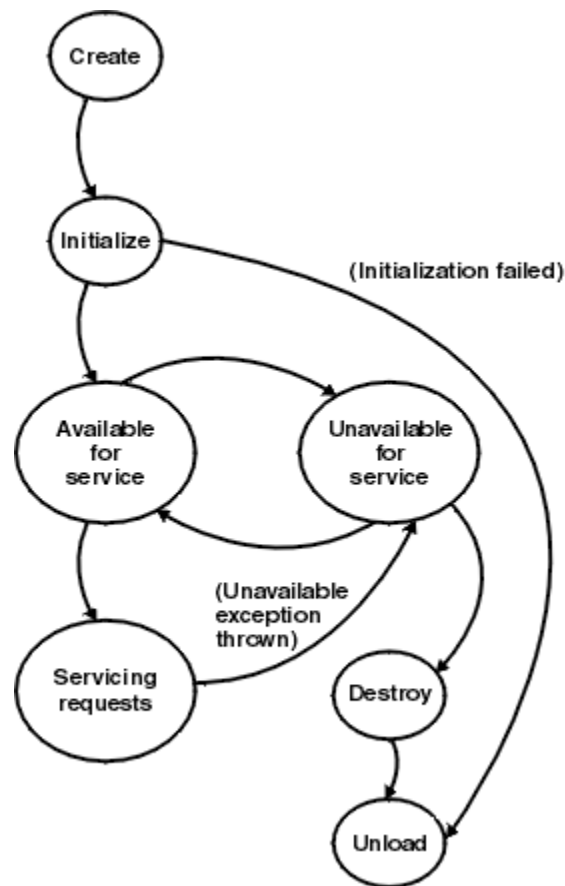 Create
Initialize
(Initialization failed)
Available
for
service
Unavailable
for
service
(Unavailable
exception
thrown)
Servicing
requests
Destroy
Unload